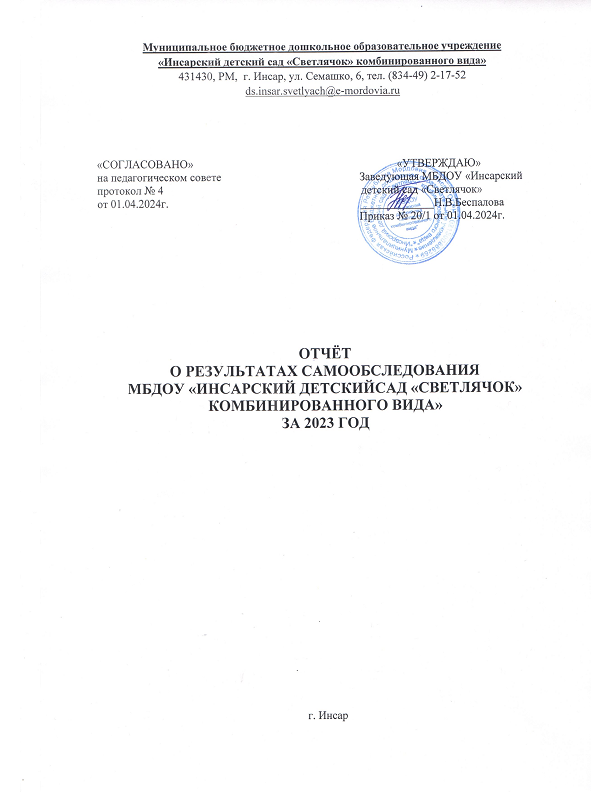 Муниципальное бюджетное дошкольное образовательное учреждение
«Инсарский детский сад «Светлячок» комбинированного вида»
431430, РМ, г. Инсар, ул. Семашко, 6, тел. (834-49) 2-17-52
ds.insar.svetlyach@e-mordovia.ru
«СОГЛАСОВАНО»
на педагогическом совете
протокол № 4
от 01.04.2024г.
«УТВЕРЖДАЮ»
Заведующая МБДОУ «Инсарский
детский сад «Светлячок»
Н.В.Беспалова
Приказ № 20/1 от 01.04.2024г.
ОТЧЁТ
О РЕЗУЛЬТАТАХ САМООБСЛЕДОВАНИЯ
МБДОУ «ИНСАРСКИЙ ДЕТСКИЙСАД «СВЕТЛЯЧОК»
КОМБИНИРОВАННОГО ВИДА»
ЗА 2023 ГОД
г. Инсар